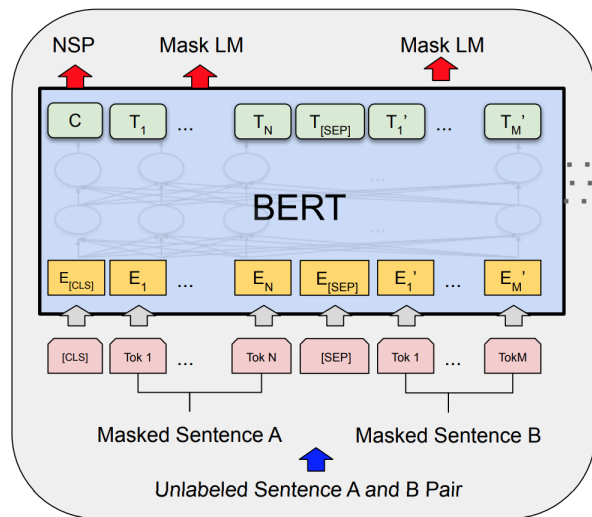 NSP Mask LM Mask LM
C T1 ... TN T[SEP] T1' ... TM'
...
BERT
...
E[CLS] E1 ... EN E[SEP] E1' ... EM'
[CLS] Tok 1 ... Tok N [SEP] Tok 1 ... TokM
Masked Sentence A Masked Sentence B
Unlabeled Sentence A and B Pair